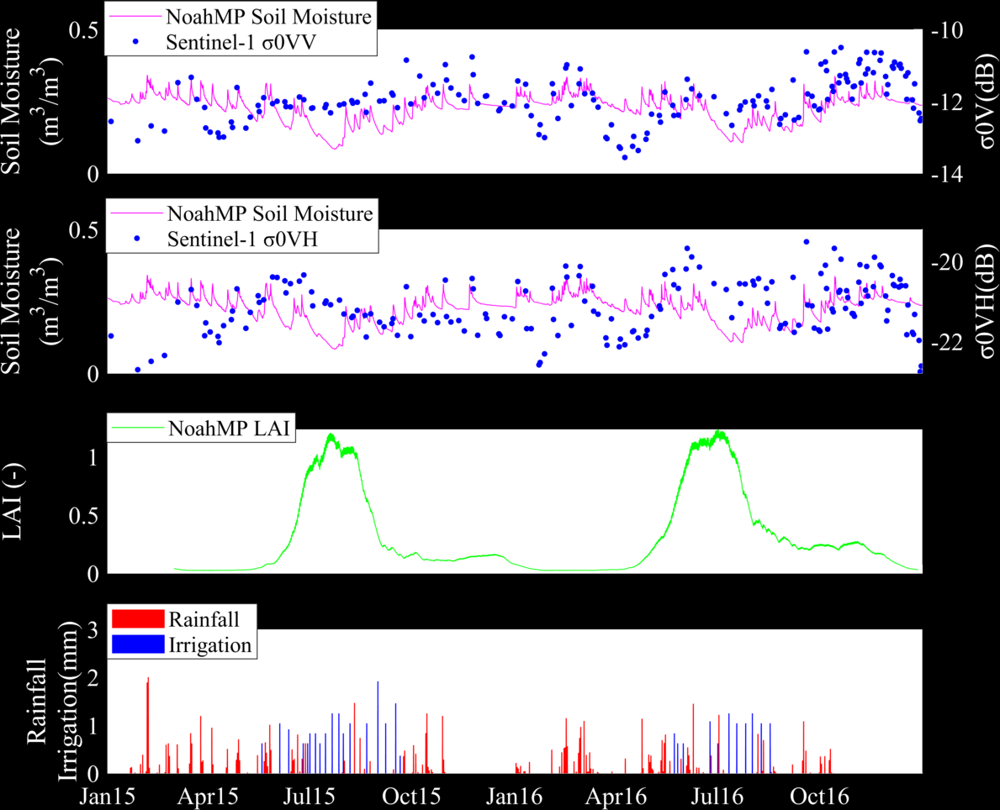 NoahMP Soil Moisture
Sentinel-1 σ0VV
0.5
0
Soil Moisture
(m³/m³)
-10
-12
-14
σ0V(dB)
NoahMP Soil Moisture
Sentinel-1 σ0VH
0.5
0
Soil Moisture
(m³/m³)
-20
-22
σ0VH(dB)
NoahMP LAI
1
0.5
0
LAI (-)
Rainfall
Irrigation
3
2
1
0
Rainfall
Irrigation(mm)
Jan15 Apr15 Jul15 Oct15 Jan16 Apr16 Jul16 Oct16